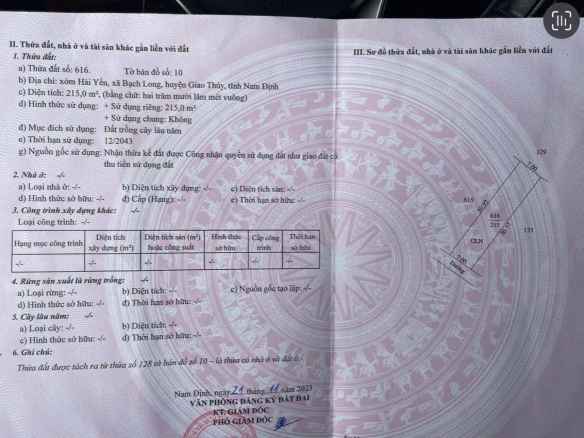 II. Thửa đất, nhà ở và tài sản khác gắn liền với đất
1. Thửa đất:
a) Thửa đất số: 616. Tờ bản đồ số: 10
b) Địa chỉ: xóm Hải Yến, xã Bạch Long, huyện Giao Thủy, tỉnh Nam Định
c) Diện tích: 215,0 m², (bằng chữ: hai trăm mười lăm mét vuông)
d) Hình thức sử dụng: + Sử dụng riêng: 215,0 m²
+ Sử dụng chung: Không
đ) Mục đích sử dụng: Đất trồng cây lâu năm
e) Thời hạn sử dụng: 12/2043
g) Nguồn gốc sử dụng: Nhận thừa kế đất được Công nhận quyền sử dụng đất như giao đất có
thu tiền sử dụng đất
2. Nhà ở: -/-
a) Loại nhà ở: -/- b) Diện tích xây dựng: -/- c) Diện tích sàn: -/-
d) Hình thức sở hữu: -/- đ) Cấp (Hạng): -/- e) Thời hạn sở hữu: -/-
3. Công trình xây dựng khác: -/-
Loại công trình: -/-
Hạng mục công trình Diện tích xây dựng (m²) Diện tích sàn (m²) hoặc công suất Hình thức sở hữu Cấp công trình Thời hạn sở hữu
-/- -/- -/- -/- -/- -/-
4. Rừng sản xuất là rừng trồng: -/-
a) Loại rừng: -/- b) Diện tích: -/- c) Nguồn gốc tạo lập: -/-
d) Hình thức sở hữu: -/- đ) Thời hạn sở hữu: -/-
5. Cây lâu năm: -/-
a) Loại cây: -/- b) Diện tích: -/-
c) Hình thức sở hữu: -/- d) Thời hạn sở hữu: -/-
6. Ghi chú:
Thửa đất được tách ra từ thửa số 128 tờ bản đồ số 10 – là thửa có nhà ở và đất ở./.
Nam Định, ngày 21 tháng 11 năm 2023
VĂN PHÒNG ĐĂNG KÝ ĐẤT ĐAI
KT. GIÁM ĐỐC
PHÓ GIÁM ĐỐC
III. Sơ đồ thửa đất, nhà ở và tài sản khác gắn liền với đất
129
7.00
615
30.97
616
215
30.57
135
CLN
7.00
Đường